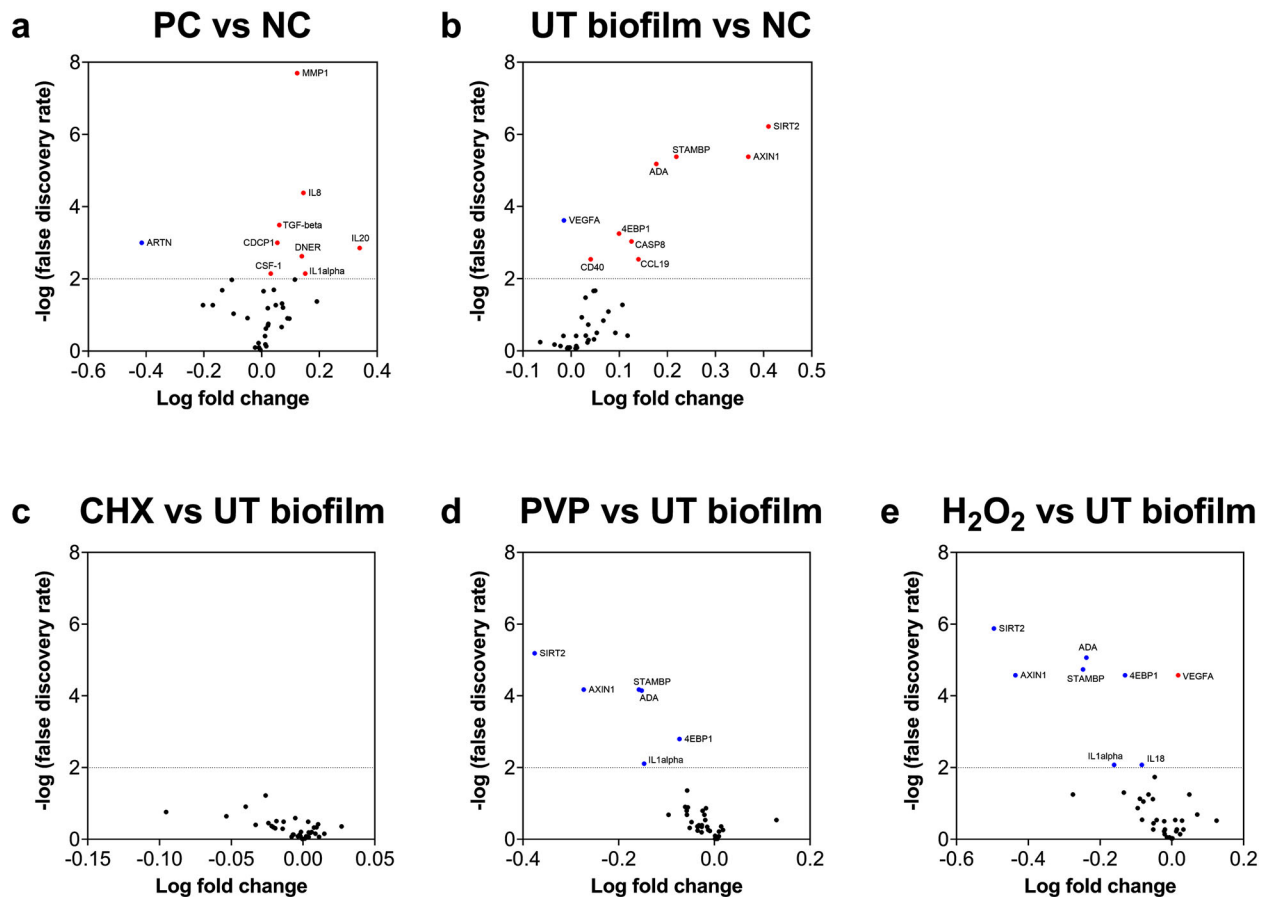 a PC vs NC
8
6
4
2
0
-log (false discovery rate)
MMP1
IL8
TGF-beta
CDCP1
IL20
DNER
CSF-1
IL1alpha
ARTN
-0.6 -0.4 -0.2 0.0 0.2 0.4
Log fold change
b UT biofilm vs NC
8
6
4
2
0
-log (false discovery rate)
SIRT2
STAMBP
AXIN1
ADA
VEGFA
4EBP1
CASP8
CD40
CCL19
-0.1 0.0 0.1 0.2 0.3 0.4 0.5
Log fold change
c CHX vs UT biofilm
8
6
4
2
0
-log (false discovery rate)
-0.15 -0.10 -0.05 0.00 0.05
Log fold change
d PVP vs UT biofilm
8
6
4
2
0
-log (false discovery rate)
SIRT2
AXIN1
STAMBP
ADA
4EBP1
IL1alpha
-0.4 -0.2 0.0 0.2
Log fold change
e H₂O₂ vs UT biofilm
8
6
4
2
0
-log (false discovery rate)
SIRT2
ADA
AXIN1
STAMBP
4EBP1
VEGFA
IL1alpha
IL18
-0.6 -0.4 -0.2 0.0 0.2
Log fold change